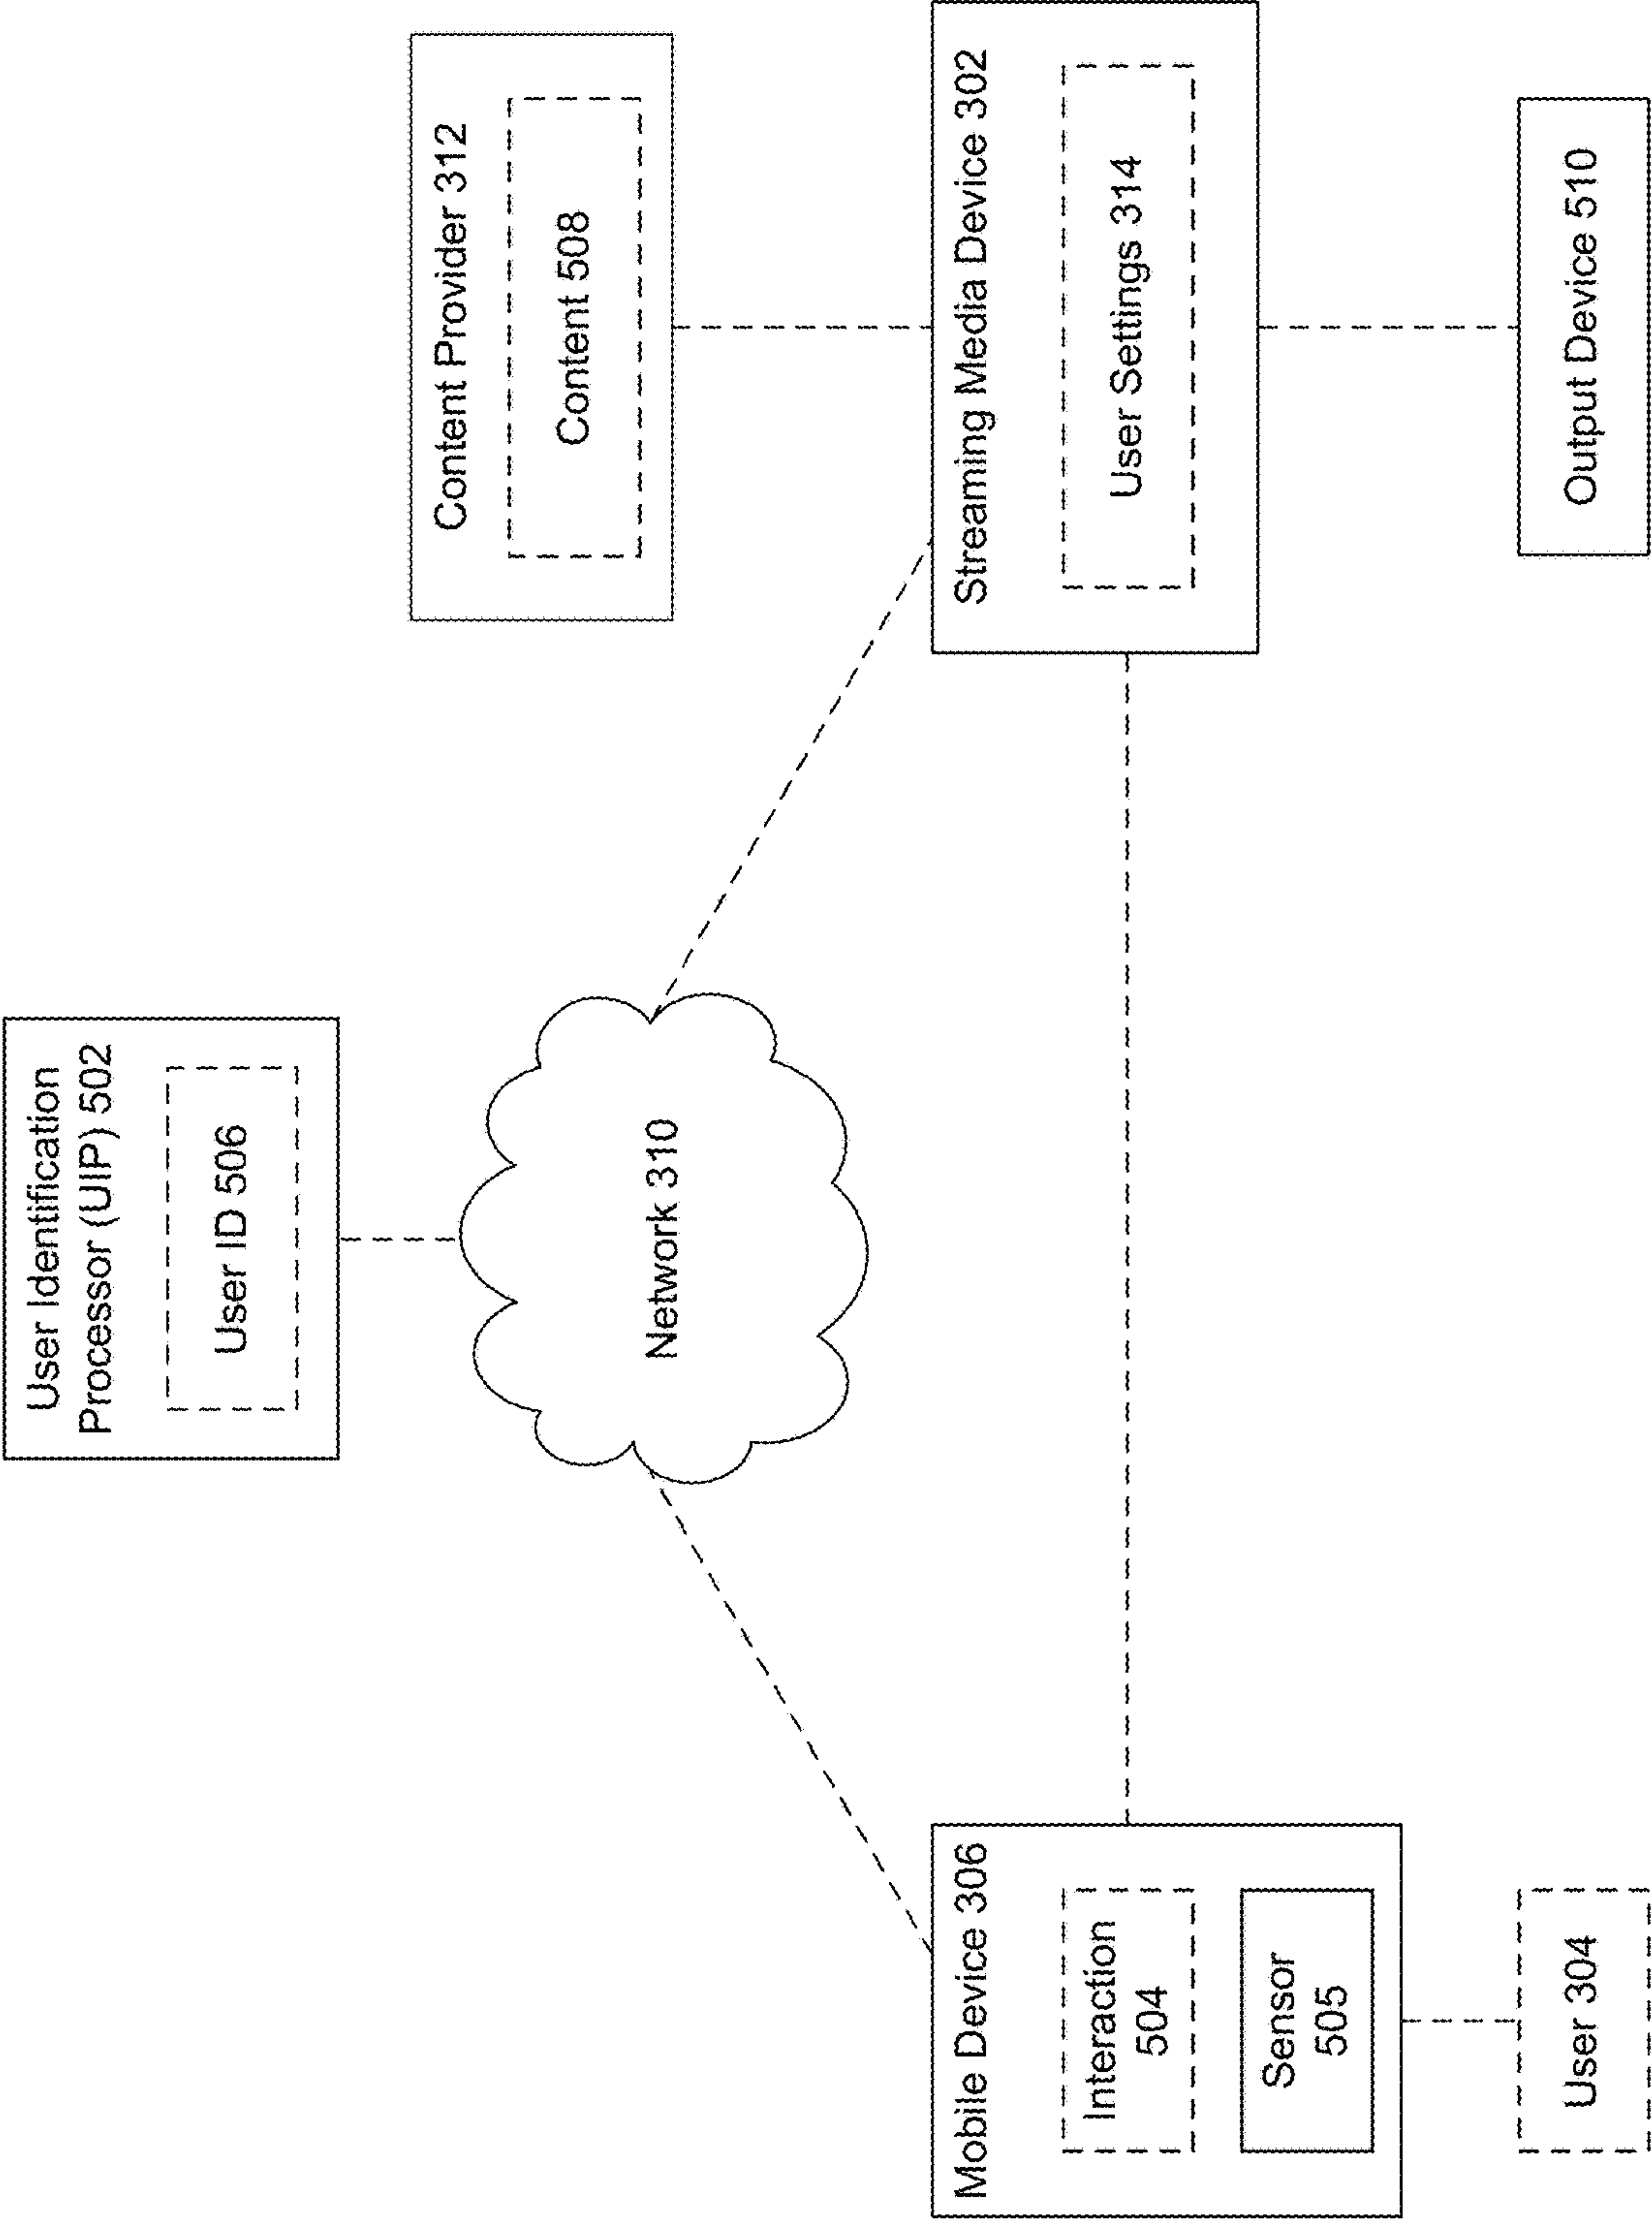 User Identification
Processor (UIP) 502
User ID 506
Content Provider 312
Content 508
Network 310
Mobile Device 306
Interaction
504
Sensor
505
User 304
Streaming Media Device 302
User Settings 314
Output Device 510